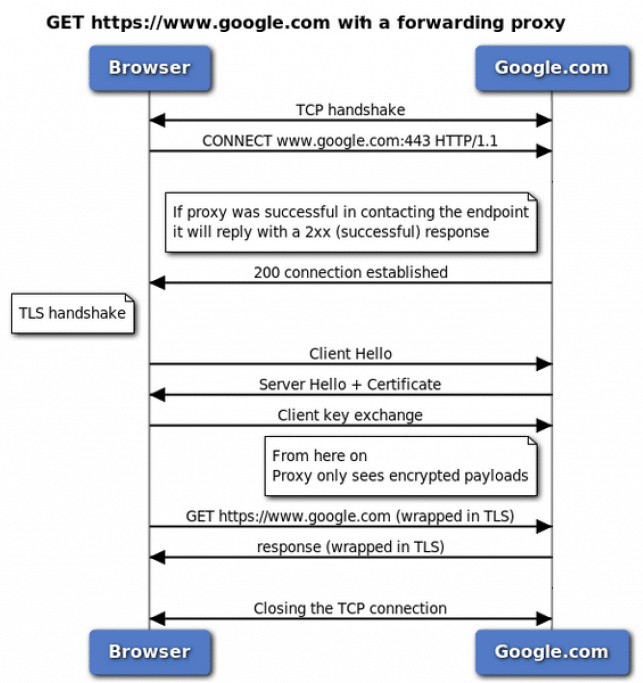 GET https://www.google.com with a forwarding proxy
Browser
Google.com
TCP handshake
CONNECT www.google.com:443 HTTP/1.1
If proxy was successful in contacting the endpoint
it will reply with a 2xx (successful) response
200 connection established
TLS handshake
Client Hello
Server Hello + Certificate
Client key exchange
From here on
Proxy only sees encrypted payloads
GET https://www.google.com (wrapped in TLS)
response (wrapped in TLS)
Closing the TCP connection
Browser
Google.com